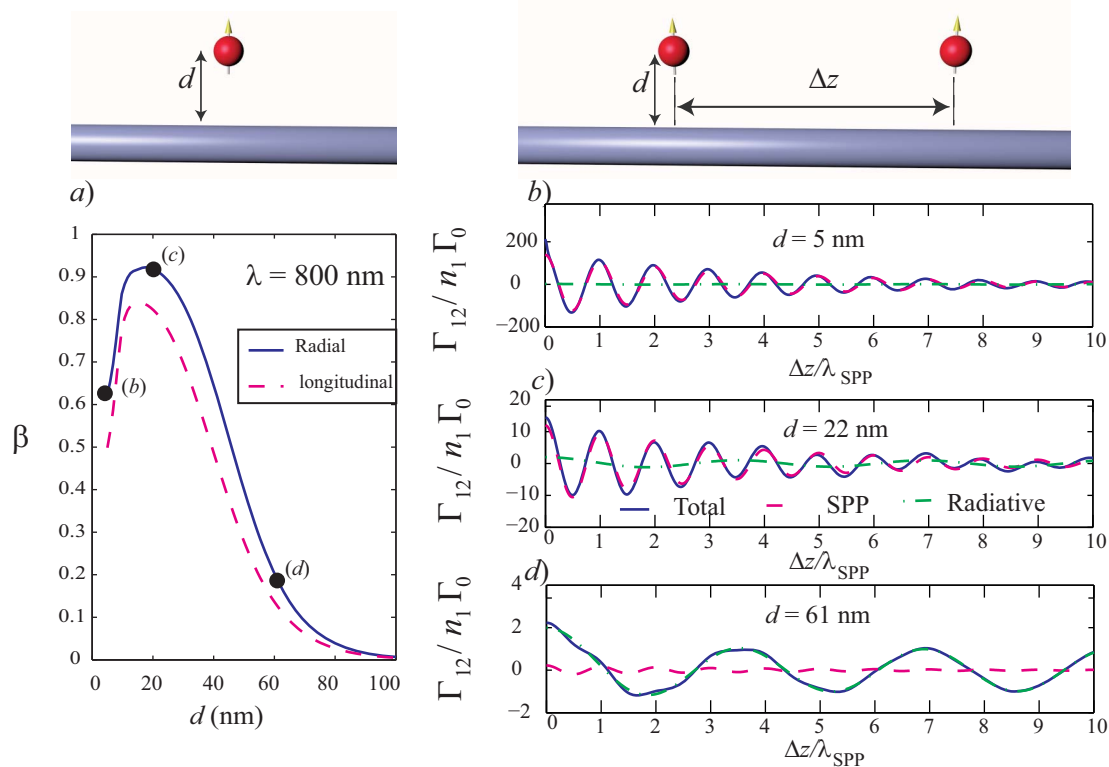 d
d
Δz
a)
1
0.9
0.8
0.7
0.6
0.5
0.4
0.3
0.2
0.1
0
β
(c)
λ = 800 nm
Radial
longitudinal
(b)
(d)
0 20 40 60 80 100
d (nm)
b)
Γ12/ n1 Γ0
200
0
−200
d = 5 nm
0 1 2 3 4 5 6 7 8 9 10
Δz/λSPP
c)
Γ12/ n1 Γ0
20
10
0
−10
−20
d = 22 nm
Total SPP Radiative
0 1 2 3 4 5 6 7 8 9 10
Δz/λSPP
d)
Γ12/ n1 Γ0
4
2
0
−2
d = 61 nm
0 1 2 3 4 5 6 7 8 9 10
Δz/λSPP